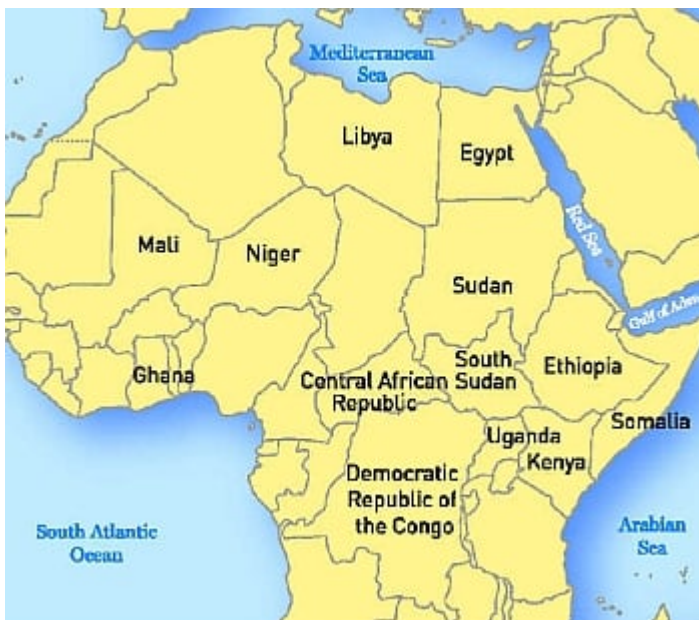 Mediterranean
Sea
Libya
Egypt
Red Sea
Mali
Niger
Sudan
Gulf of Aden
Ghana
Central African
Republic
South
Sudan
Ethiopia
Somalia
Uganda
Kenya
Democratic
Republic of
the Congo
South Atlantic
Ocean
Arabian
Sea